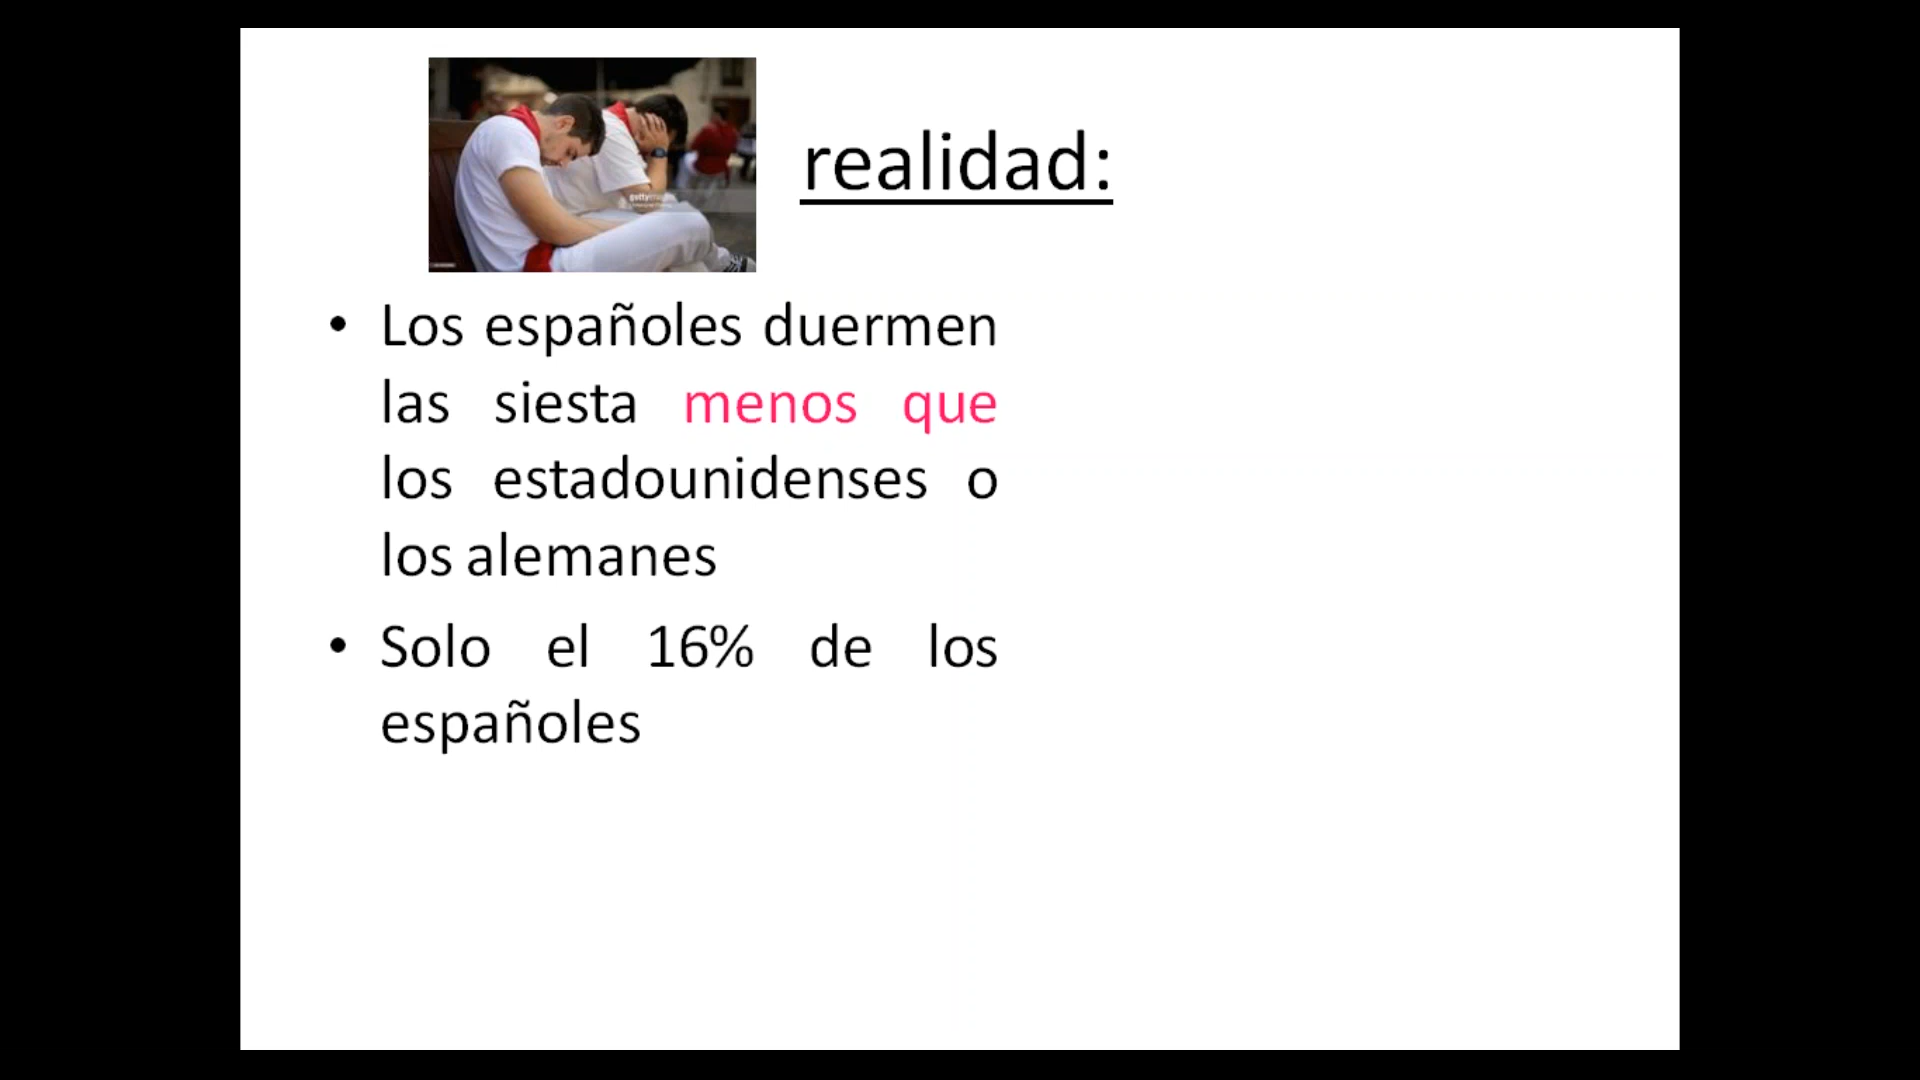 realidad:
• Los españoles duermen
las siesta menos que
los estadounidenses o
los alemanes
• Solo el 16% de los
españoles